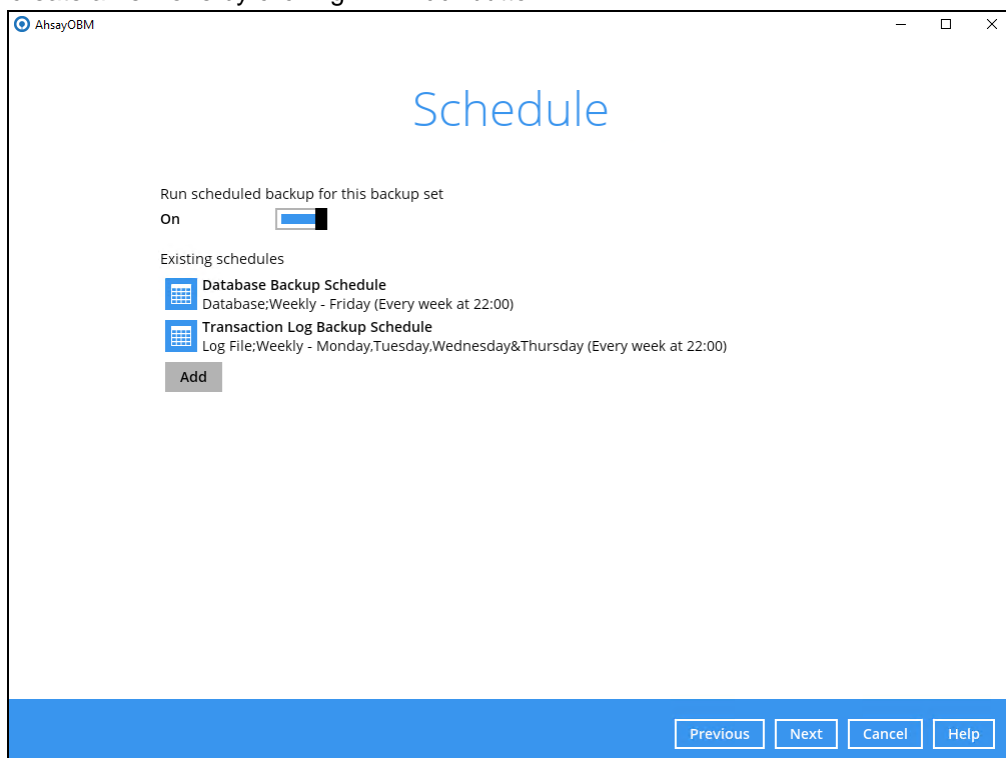 AhsayOBM
Schedule
Run scheduled backup for this backup set
On
Existing schedules
Database Backup Schedule
Database;Weekly - Friday (Every week at 22:00)
Transaction Log Backup Schedule
Log File;Weekly - Monday,Tuesday,Wednesday&Thursday (Every week at 22:00)
Add
Previous Next Cancel Help